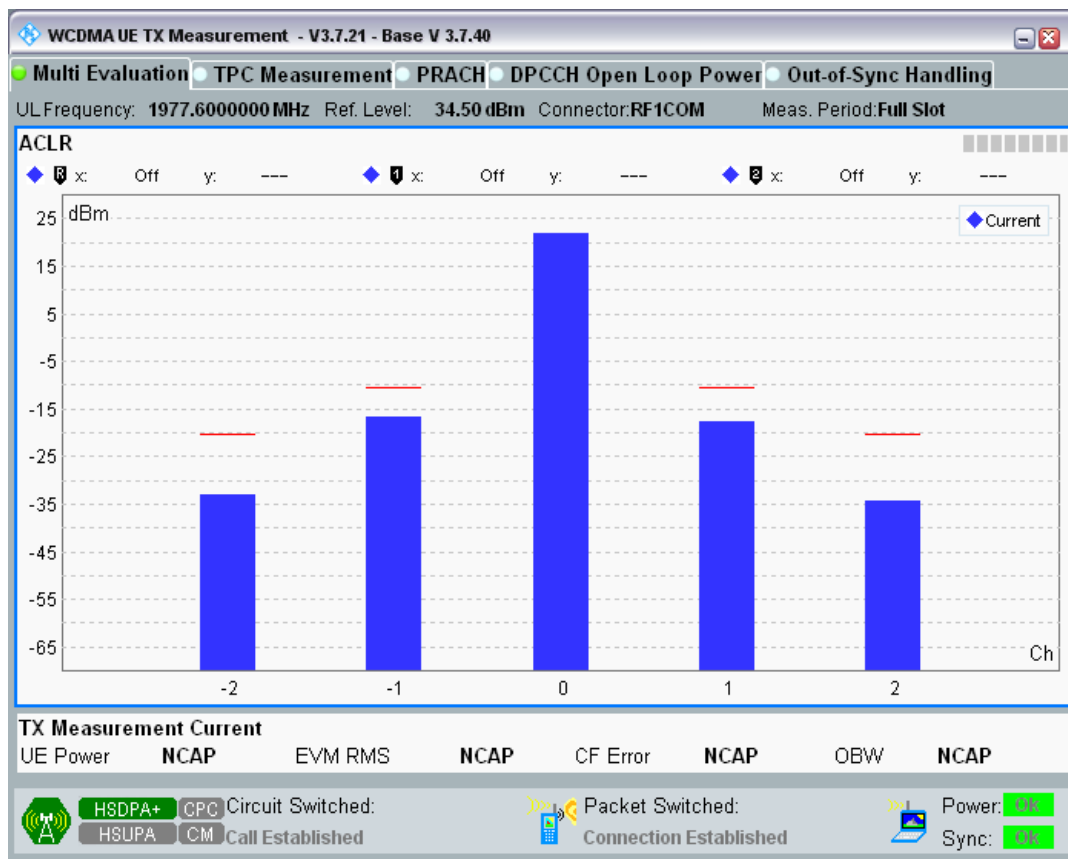 WCDMA UE TX Measurement - V3.7.21 - Base V 3.7.40
Multi Evaluation TPC Measurement PRACH DPCCH Open Loop Power Out-of-Sync Handling
UL Frequency: 1977.6000000 MHz Ref. Level: 34.50 dBm Connector:RF1COM Meas. Period:Full Slot
ACLR
R x: Off y: --- 1 x: Off y: --- 2 x: Off y: ---
dBm
Current
25
15
5
-5
-15
-25
-35
-45
-55
-65
Ch
-2 -1 0 1 2
TX Measurement Current
UE Power NCAP EVM RMS NCAP CF Error NCAP OBW NCAP
HSDPA+ CPC Circuit Switched: Packet Switched: Power: OK
HSUPA CM Call Established Connection Established Sync: OK